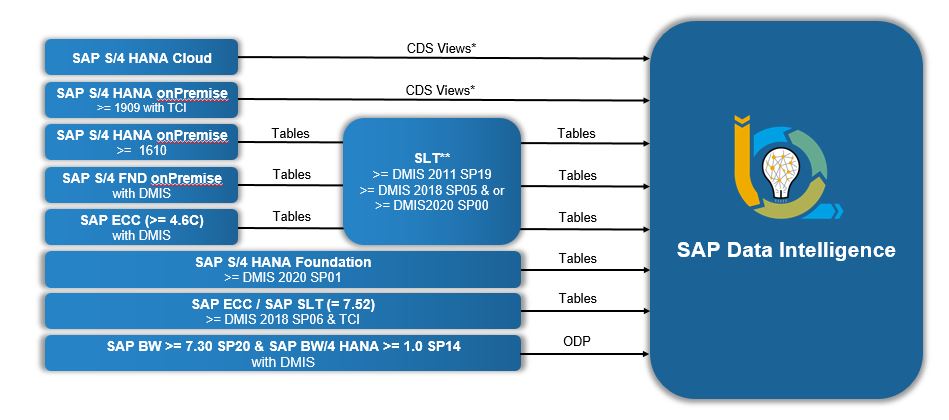 SAP S/4 HANA Cloud
CDS Views*
SAP S/4 HANA onPremise
>= 1909 with TCI
CDS Views*
SAP S/4 HANA onPremise
>=  1610
Tables
Tables
SAP S/4 FND onPremise
with DMIS
Tables
Tables
SAP ECC (>= 4.6C)
with DMIS
Tables
Tables
SLT**
>= DMIS 2011 SP19
>= DMIS 2018 SP05 & or
>= DMIS2020 SP00
SAP S/4 HANA Foundation
>= DMIS 2020 SP01
Tables
SAP ECC / SAP SLT (= 7.52)
>= DMIS 2018 SP06 & TCI
Tables
SAP BW >= 7.30 SP20 & SAP BW/4 HANA >= 1.0 SP14
with DMIS
ODP
SAP Data Intelligence